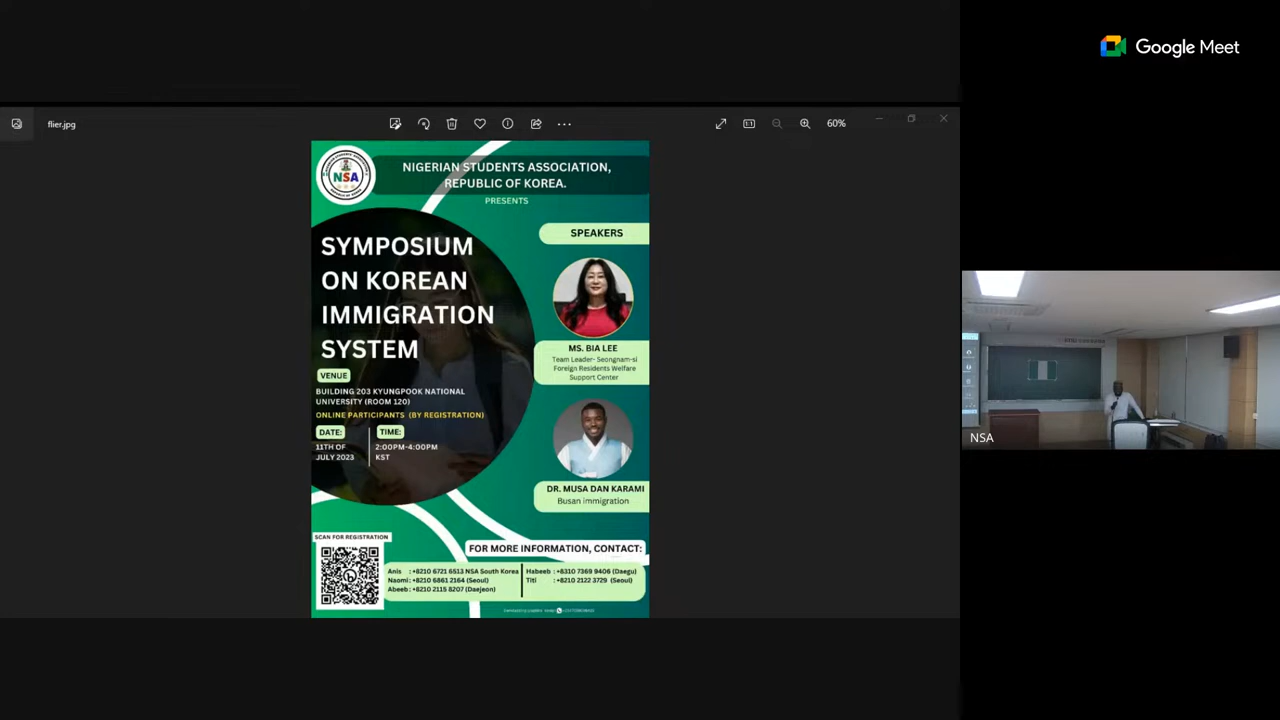 Google Meet
flier.jpg
60%
NSA
NIGERIAN STUDENTS ASSOCIATION,
REPUBLIC OF KOREA.
PRESENTS
SYMPOSIUM
ON KOREAN
IMMIGRATION
SYSTEM
VENUE
BUILDING 203 KYUNGPOOK NATIONAL
UNIVERSITY (ROOM 120)
ONLINE PARTICIPANTS (BY REGISTRATION)
DATE:
11TH OF
JULY 2023
TIME:
2:00PM-4:00PM
KST
SPEAKERS
MS. BIA LEE
Team Leader- Seongnam-si
Foreign Residents Welfare
Support Center
DR. MUSA DAN KARAMI
Busan immigration
SCAN FOR REGISTRATION
FOR MORE INFORMATION, CONTACT:
Anis : +8210 6721 6513 NSA South Korea
Naomi: +8210 6861 2164 (Seoul)
Abeeb: +8210 2115 8207 (Daejeon)
Habeeb : +8310 7369 9406 (Daegu)
Titi : +8210 2122 3729 (Seoul)
NSA